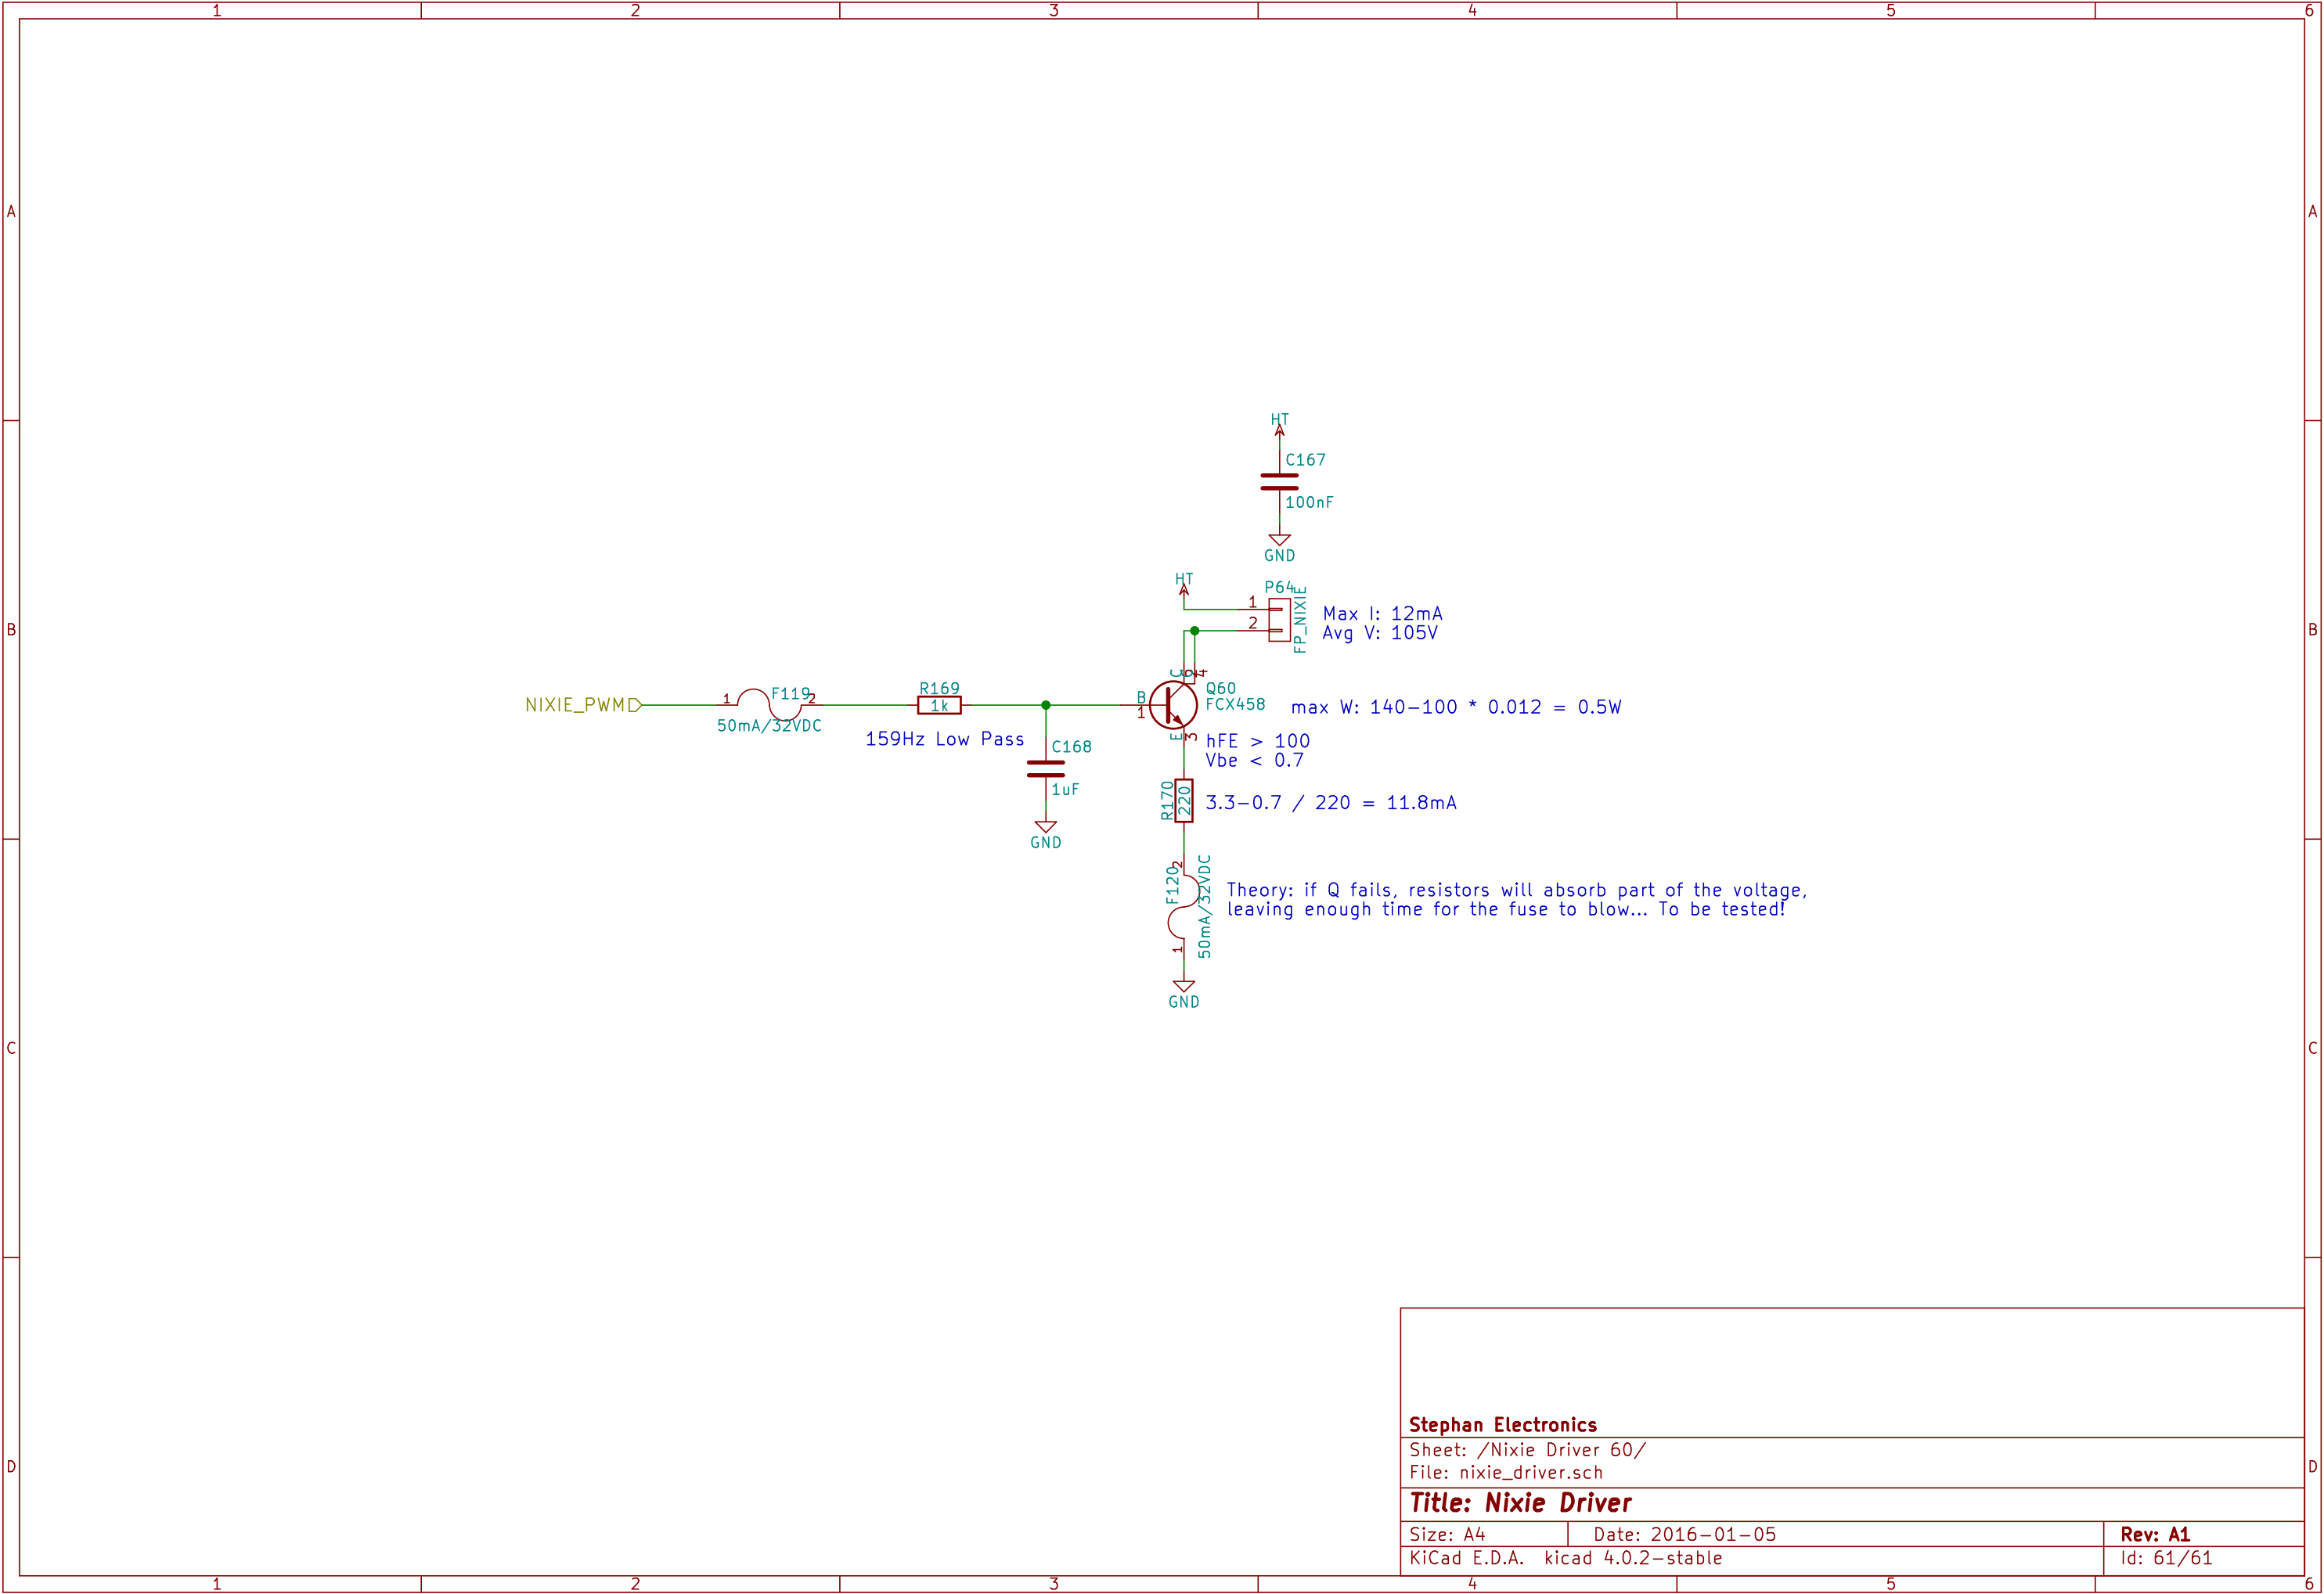 1 2 3 4 5 6
A A
HT
C167
100nF
GND
HT
P64
1
2
FP_NIXIE
Max I: 12mA
Avg V: 105V
B B
C
4
NIXIE_PWM
1
F119
2
50mA/32VDC
R169
1k
B
1
Q60
FCX458
max W: 140-100 * 0.012 = 0.5W
159Hz Low Pass
C168
1uF
GND
E
3
hFE > 100
Vbe < 0.7
R170
220
3.3-0.7 / 220 = 11.8mA
2
F120
50mA/32VDC
1
Theory: if Q fails, resistors will absorb part of the voltage,
leaving enough time for the fuse to blow... To be tested!
GND
C C
D D
Stephan Electronics
Sheet: /Nixie Driver 60/
File: nixie_driver.sch
Title: Nixie Driver
Size: A4 Date: 2016-01-05 Rev: A1
KiCad E.D.A. kicad 4.0.2-stable Id: 61/61
1 2 3 4 5 6